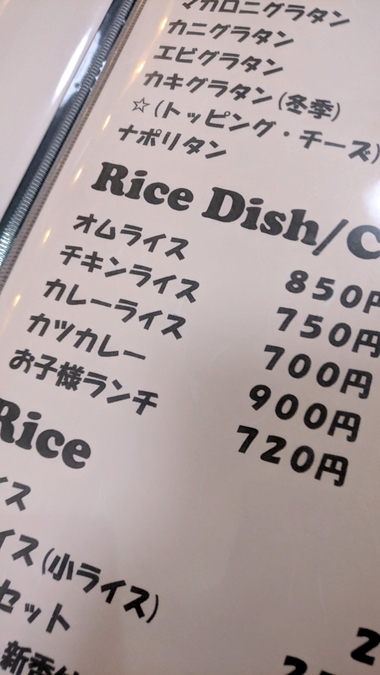 マカロニグラタン
カニグラタン
エビグラタン
カキグラタン(冬季)
☆(トッピング・チーズ)
ナポリタン
Rice Dish/C
オムライス 850円
チキンライス 750円
カレーライス 700円
カツカレー 900円
お子様ランチ 720円
Rice
イス
イス(小ライス)
セット
新香